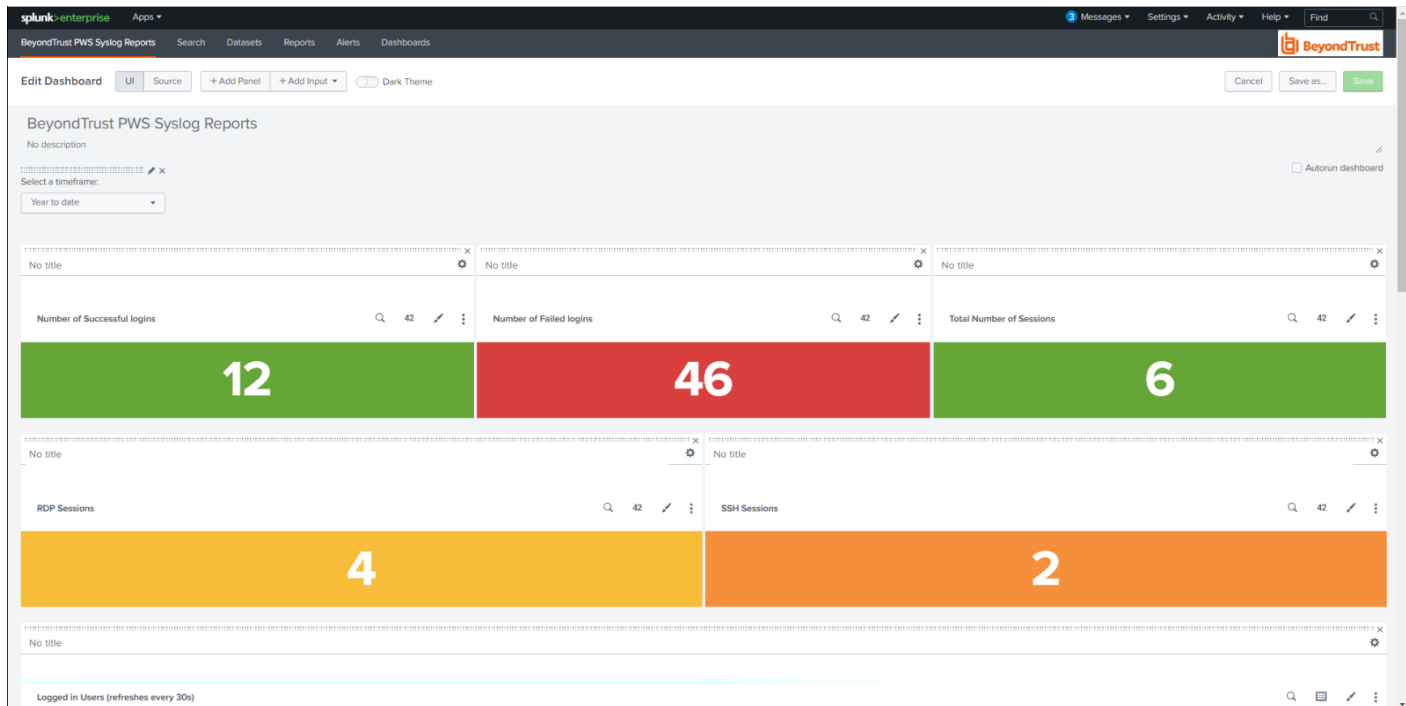 splunk>enterprise Apps 3 Messages Settings Activity Help Find
BeyondTrust PWS Syslog Reports Search Datasets Reports Alerts Dashboards BeyondTrust
Edit Dashboard UI Source + Add Panel + Add Input Dark Theme Cancel Save as... Save
BeyondTrust PWS Syslog Reports
No description
Autorun dashboard
Select a timeframe:
Year to date
No title No title No title
Number of Successful logins 42 Number of Failed logins 42 Total Number of Sessions 42
12 46 6
No title No title
RDP Sessions 42 SSH Sessions 42
4 2
No title
Logged in Users (refreshes every 30s)